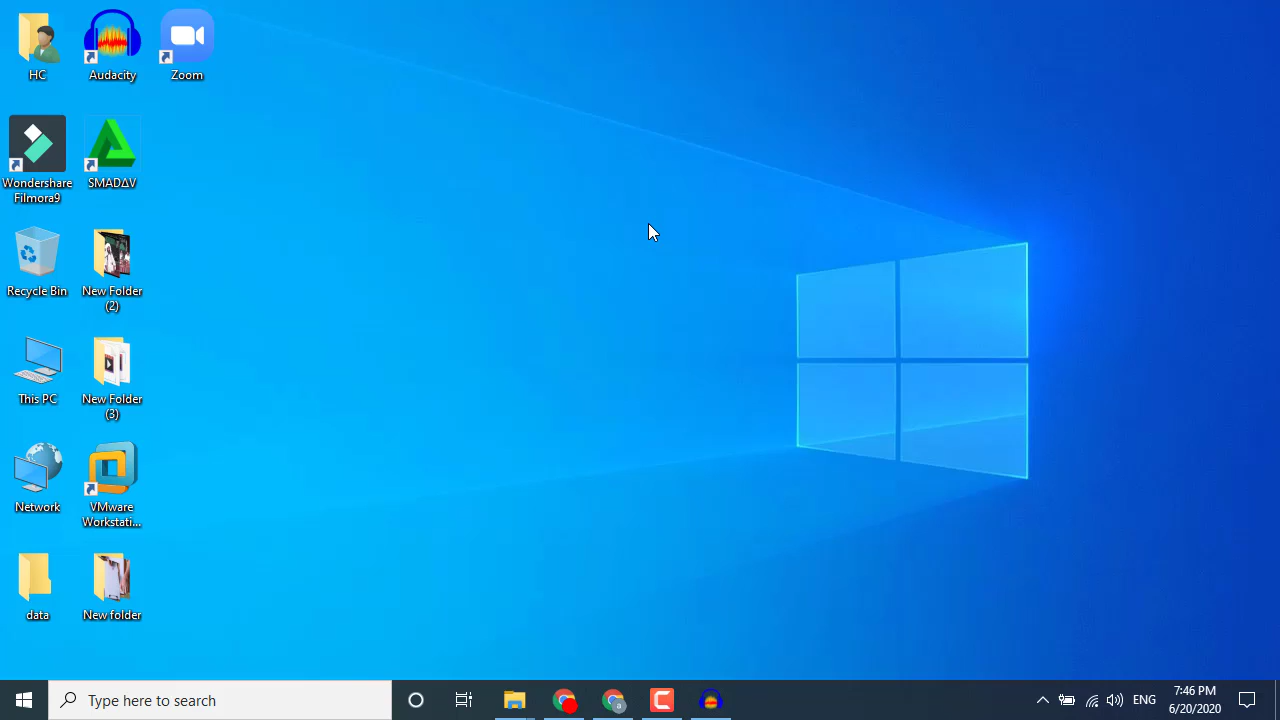 HC
Audacity
Zoom
Wondershare
Filmora9
SMADΔV
Recycle Bin
New Folder
(2)
This PC
New Folder
(3)
Network
VMware
Workstati...
data
New folder
Type here to search
ENG
7:46 PM
6/20/2020